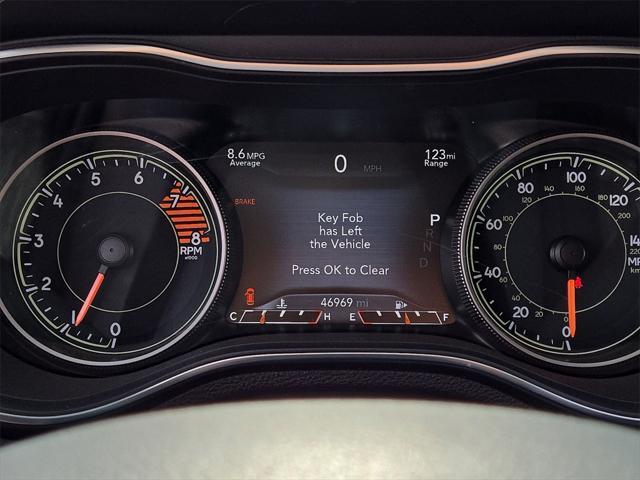 8.6 MPG
Average
0 MPH
123 mi
Range
BRAKE
Key Fob
has Left
the Vehicle
Press OK to Clear
P
R
N
D
46969 mi
C H E F
0 1 2 3 4 5 6 7 8
RPM
x1000
0 20 40 60 80 100 120
MPH
km